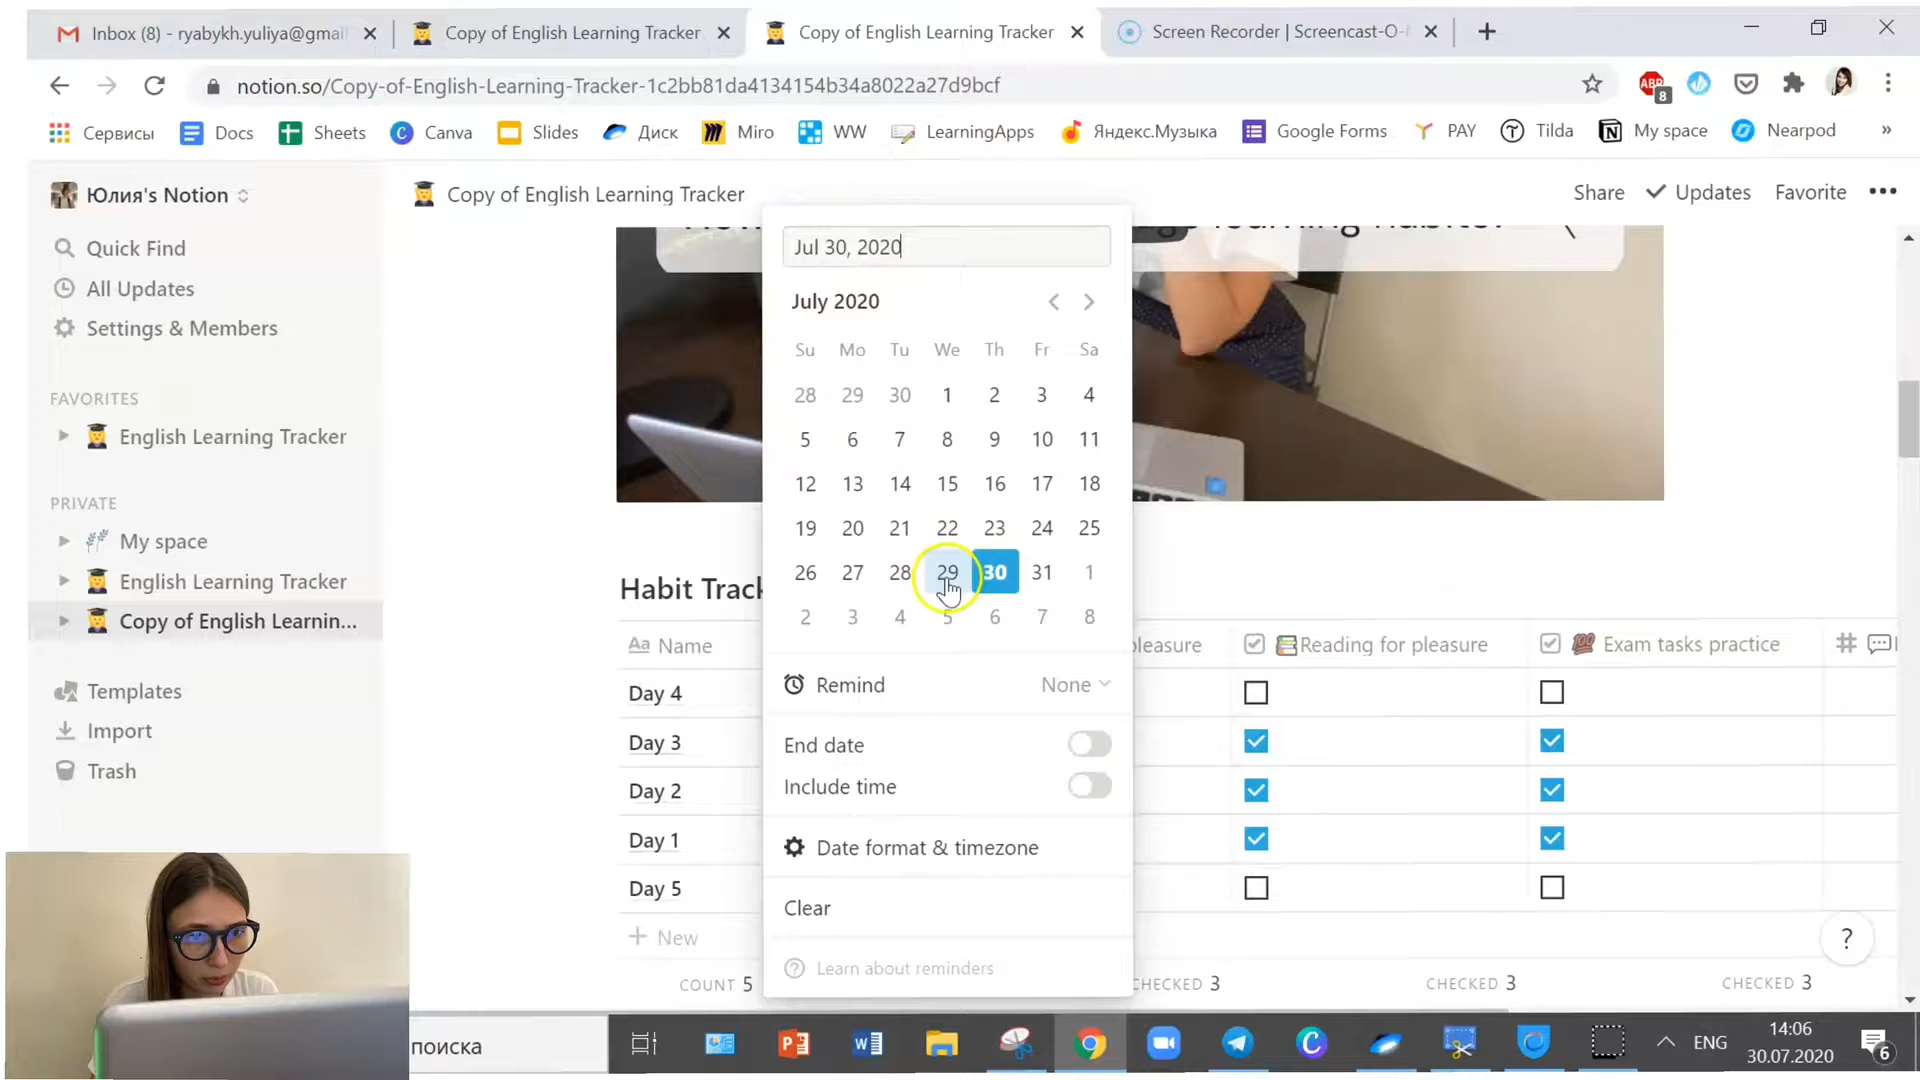 Inbox (8) - ryabykh.yuliya@gmai
Copy of English Learning Tracker
Copy of English Learning Tracker
Screen Recorder | Screencast-O-
notion.so/Copy-of-English-Learning-Tracker-1c2bb81da4134154b34a8022a27d9bcf
ABP
8
Сервисы
Docs
Sheets
Canva
Slides
Диск
Miro
WW
LearningApps
Яндекс.Музыка
Google Forms
PAY
Tilda
My space
Nearpod
»
Юлия's Notion
Quick Find
All Updates
Settings & Members
FAVORITES
English Learning Tracker
PRIVATE
My space
English Learning Tracker
Copy of English Learnin...
Templates
Import
Trash
Copy of English Learning Tracker
Share
Updates
Favorite
learning habits?
Jul 30, 2020
July 2020
Su Mo Tu We Th Fr Sa
28 29 30 1 2 3 4
5 6 7 8 9 10 11
12 13 14 15 16 17 18
19 20 21 22 23 24 25
26 27 28 29 30 31 1
2 3 4 5 6 7 8
Remind None
End date
Include time
Date format & timezone
Clear
Learn about reminders
Habit Track
Aa Name
pleasure
Reading for pleasure
Exam tasks practice
#
Day 4
Day 3
Day 2
Day 1
Day 5
+ New
COUNT 5
CHECKED 3
CHECKED 3
CHECKED 3
?
поиска
ENG
14:06
30.07.2020
6